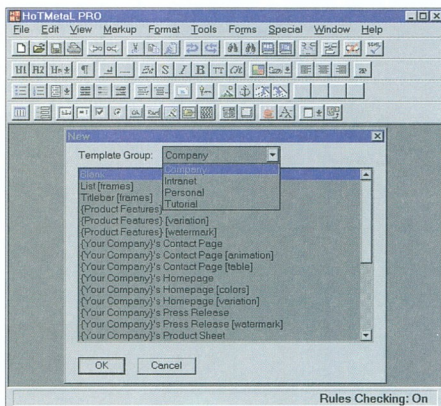 HoTMetaL PRO
File Edit View Markup Format Tools Forms Special Window Help
H1 H2 Hn
S I B TT
New
Template Group: Company
Company
Intranet
Personal
Tutorial
Blank
List [frames]
Titlebar [frames]
{Product Features}
{Product Features} [variation]
{Product Features} [watermark]
{Your Company}'s Contact Page
{Your Company}'s Contact Page [animation]
{Your Company}'s Contact Page [table]
{Your Company}'s Homepage
{Your Company}'s Homepage [colors]
{Your Company}'s Homepage [variation]
{Your Company}'s Press Release
{Your Company}'s Press Release [watermark]
{Your Company}'s Product Sheet
OK Cancel
Rules Checking: On